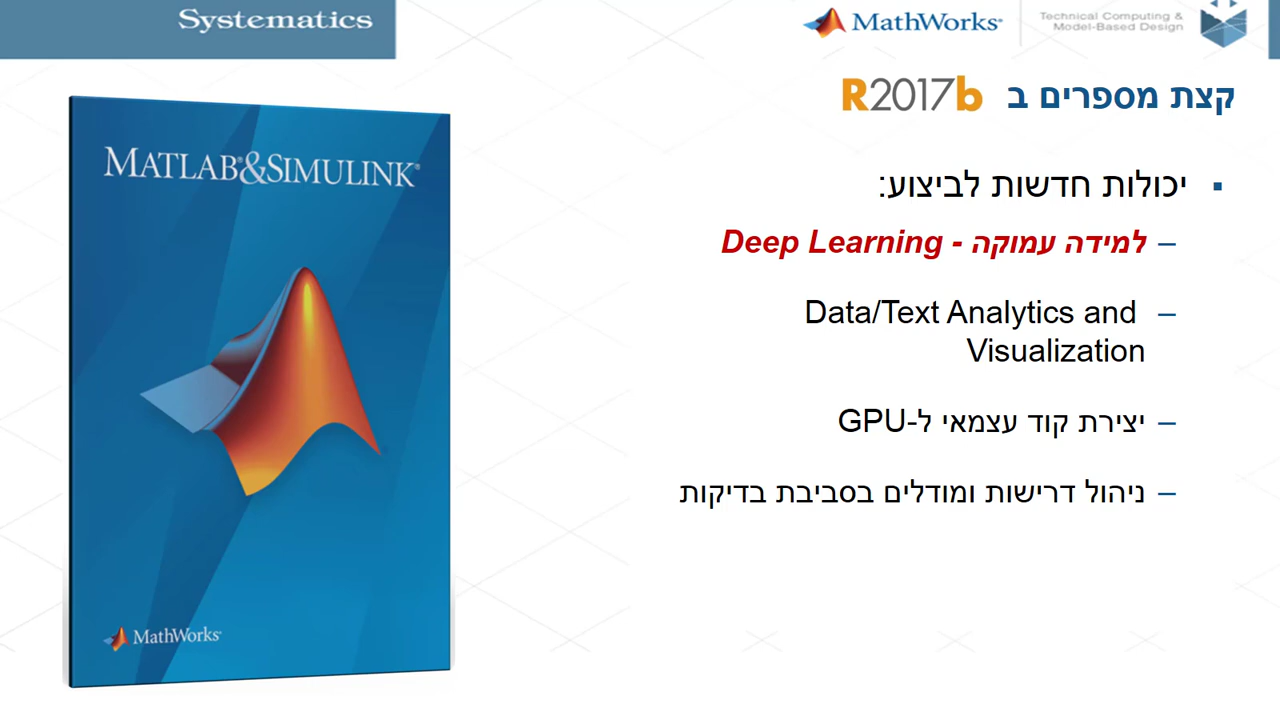 Systematics
MathWorks®
Technical Computing &
Model-Based Design
קצת מספרים ב R2017b
MATLAB®&SIMULINK®
▪ יכולות חדשות לביצוע:
– למידה עמוקה - Deep Learning
– Data/Text Analytics and
Visualization
– יצירת קוד עצמאי ל-GPU
– ניהול דרישות ומודלים בסביבת בדיקות
MathWorks®